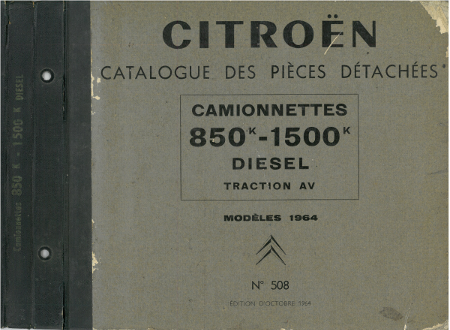 Camionnettes 850 K - 1500 K DIESEL
CITROËN
CATALOGUE DES PIÈCES DÉTACHÉES
CAMIONNETTES
850K-1500K
DIESEL
TRACTION AV
MODÈLES 1964
N° 508
ÉDITION D'OCTOBRE 1964